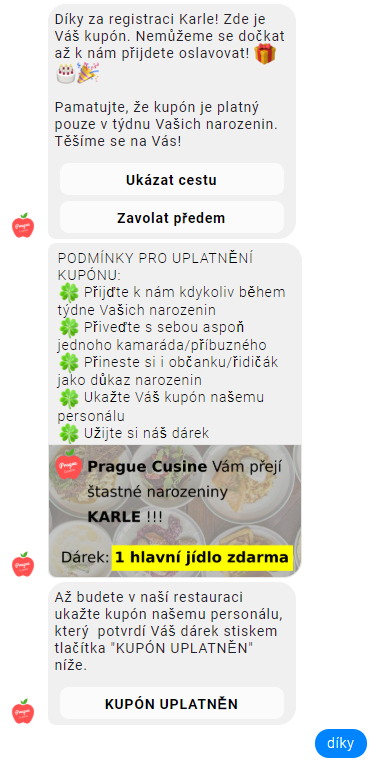 Díky za registraci Karle! Zde je
Váš kupón. Nemůžeme se dočkat
až k nám přijdete oslavovat! 🎁
🎂🎉
Pamatujte, že kupón je platný
pouze v týdnu Vašich narozenin.
Těšíme se na Vás!
Ukázat cestu
Zavolat předem
PODMÍNKY PRO UPLATNĚNÍ
KUPÓNU:
🍀 Přijďte k nám kdykoliv během
týdne Vašich narozenin
🍀 Přiveďte s sebou aspoň
jednoho kamaráda/příbuzného
🍀 Přineste si i občanku/řidičák
jako důkaz narozenin
🍀 Ukažte Váš kupón našemu
personálu
🍀 Užijte si náš dárek
Prague Cusine Vám přejí
štastné narozeniny
KARLE !!!
Dárek: 1 hlavní jídlo zdarma
Až budete v naší restauraci
ukažte kupón našemu personálu,
který  potvrdí Váš dárek stiskem
tlačítka "KUPÓN UPLATNĚN"
níže.
KUPÓN UPLATNĚN
díky